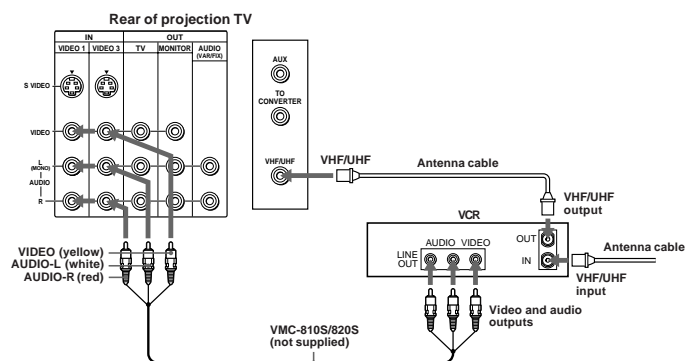 Rear of projection TV
IN OUT
VIDEO 1 VIDEO 3 TV MONITOR AUDIO
(VAR/FIX)
S VIDEO
VIDEO
L
(MONO)
AUDIO
R
AUX
TO
CONVERTER
VHF/UHF
VHF/UHF
Antenna cable
VHF/UHF
output
VCR
AUDIO VIDEO
LINE
OUT
OUT
IN
Antenna cable
VHF/UHF
input
VIDEO (yellow)
AUDIO-L (white)
AUDIO-R (red)
Video and audio
outputs
VMC-810S/820S
(not supplied)